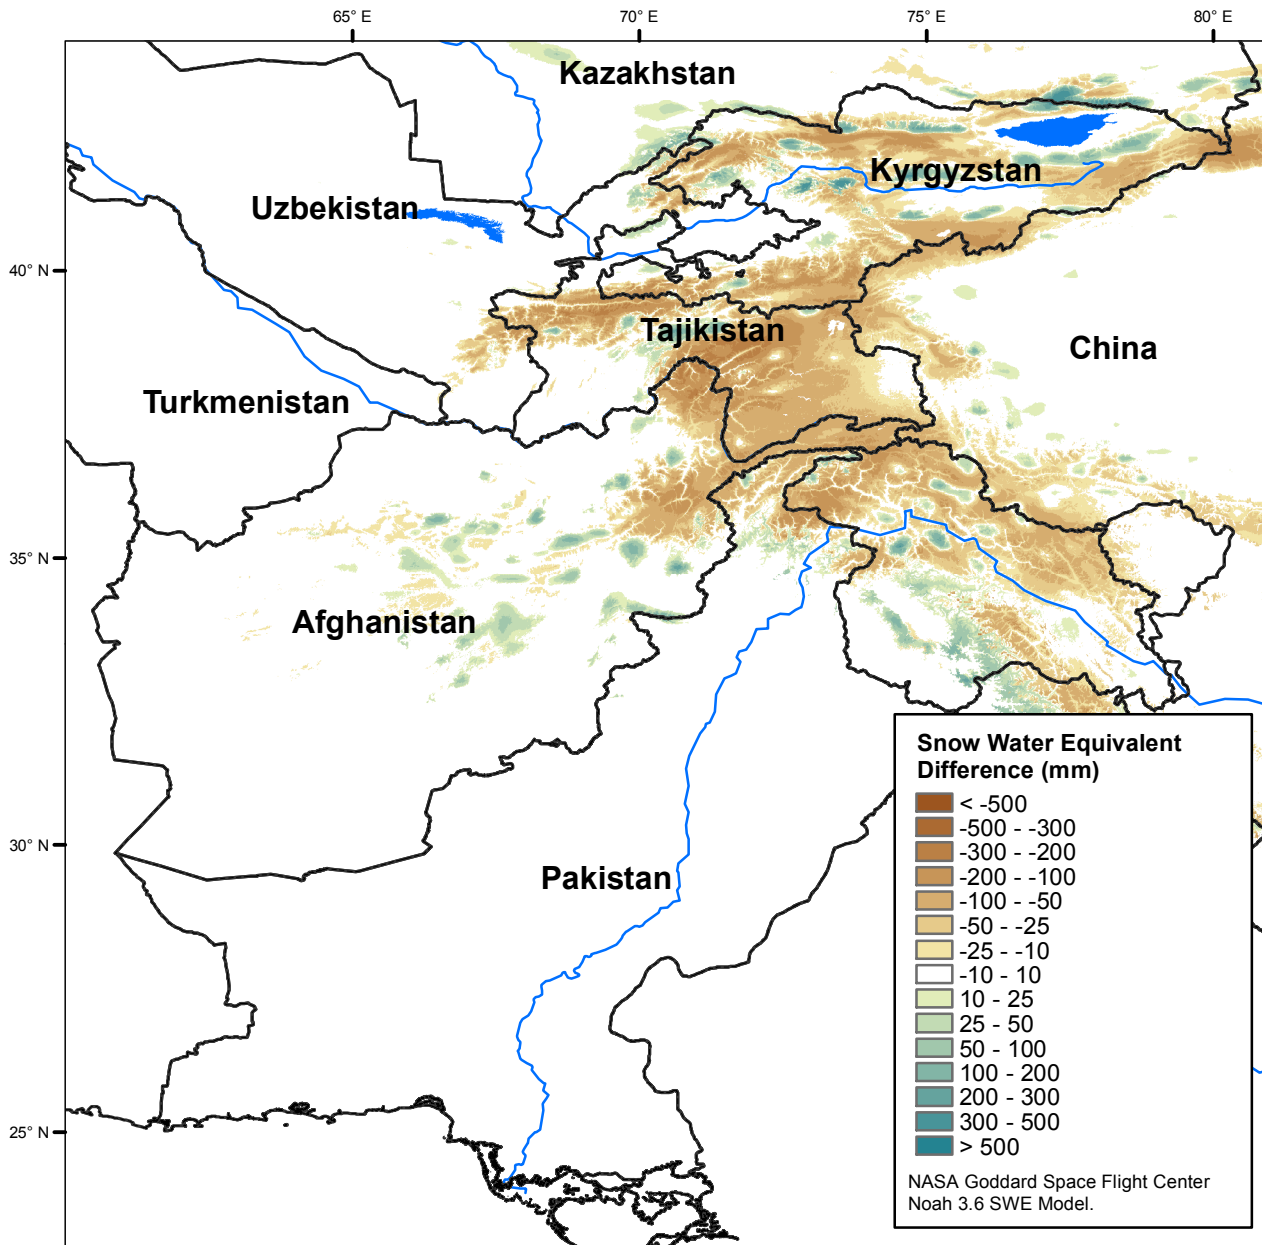 65° E
70° E
75° E
80° E
Kazakhstan
Kyrgyzstan
Uzbekistan
40° N
Tajikistan
China
Turkmenistan
35° N
Afghanistan
30° N
Pakistan
25° N
Snow Water Equivalent
Difference (mm)
< -500
-500 - -300
-300 - -200
-200 - -100
-100 - -50
-50 - -25
-25 - -10
-10 - 10
10 - 25
25 - 50
50 - 100
100 - 200
200 - 300
300 - 500
> 500
NASA Goddard Space Flight Center
Noah 3.6 SWE Model.